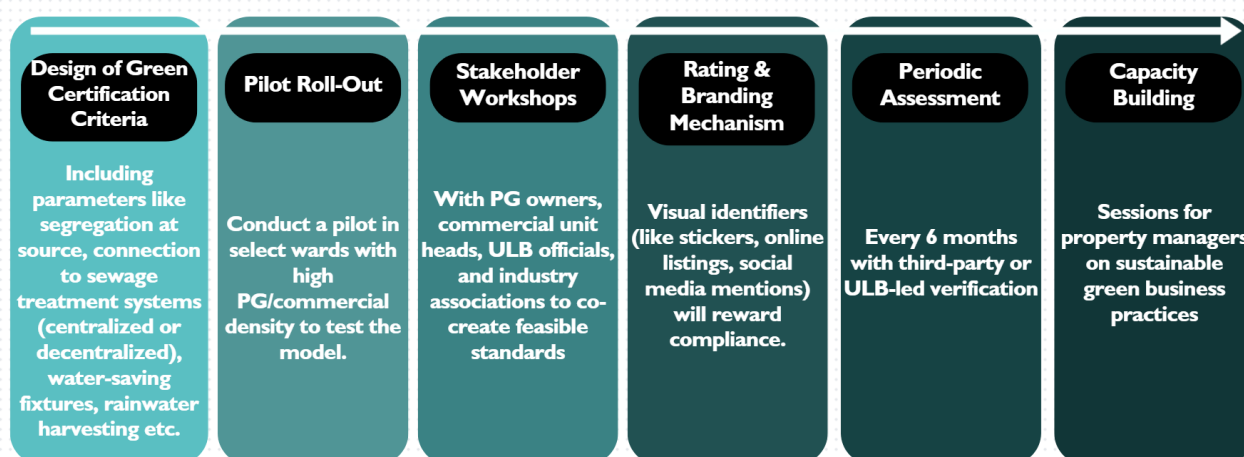 Design of Green
Certification
Criteria
Including
parameters like
segregation at
source, connection
to sewage
treatment systems
(centralized or
decentralized),
water-saving
fixtures, rainwater
harvesting etc.
Pilot Roll-Out
Conduct a pilot in
select wards with
high
PG/commercial
density to test the
model.
Stakeholder
Workshops
With PG owners,
commercial unit
heads, ULB officials,
and industry
associations to co-
create feasible
standards
Rating &
Branding
Mechanism
Visual identifiers
(like stickers, online
listings, social
media mentions)
will reward
compliance.
Periodic
Assessment
Every 6 months
with third-party or
ULB-led verification
Capacity
Building
Sessions for
property managers
on sustainable
green business
practices